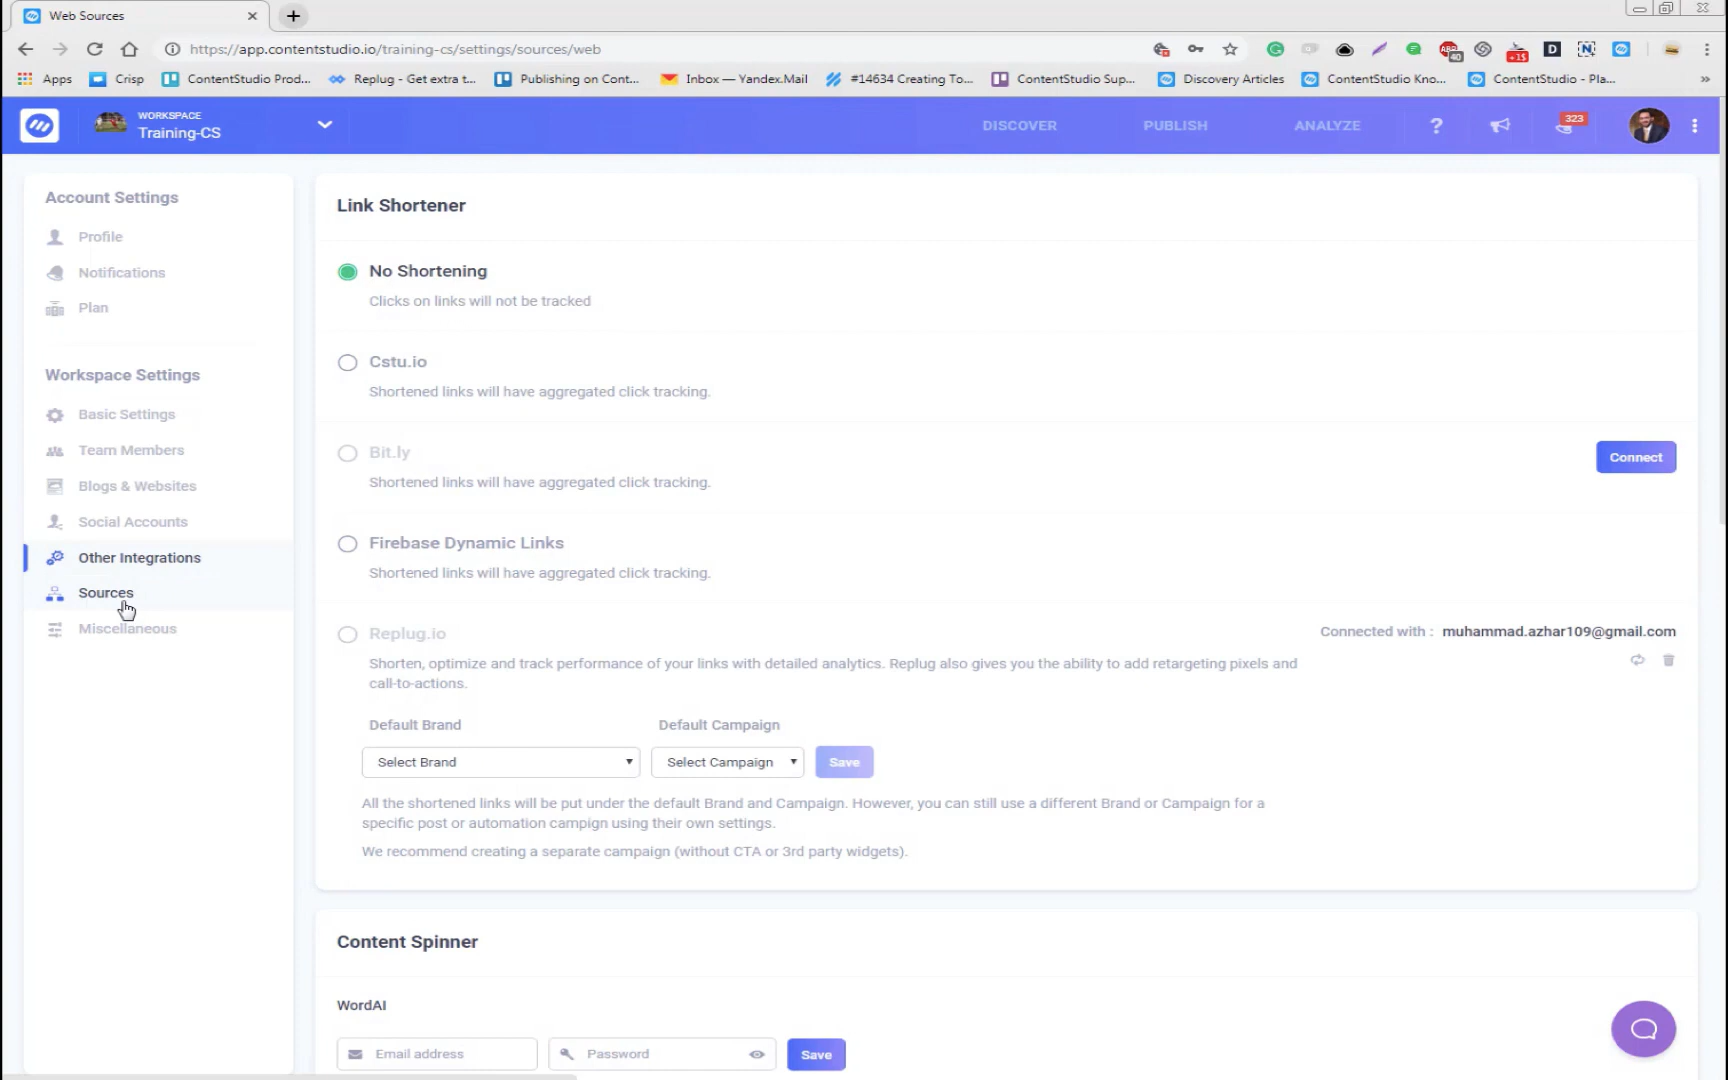 Web Sources
https://app.contentstudio.io/training-cs/settings/sources/web
40
+1$
D
N
Apps
Crisp
ContentStudio Prod...
Replug - Get extra t...
Publishing on Cont...
Inbox — Yandex.Mail
#14634 Creating To...
ContentStudio Sup...
Discovery Articles
ContentStudio Kno...
ContentStudio - Pla...
WORKSPACE
Training-CS
DISCOVER
PUBLISH
ANALYZE
?
323
Account Settings
Profile
Notifications
Plan
Workspace Settings
Basic Settings
Team Members
Blogs & Websites
Social Accounts
Other Integrations
Sources
Miscellaneous
Link Shortener
No Shortening
Clicks on links will not be tracked
Cstu.io
Shortened links will have aggregated click tracking.
Bit.ly
Shortened links will have aggregated click tracking.
Connect
Firebase Dynamic Links
Shortened links will have aggregated click tracking.
Replug.io
Connected with : muhammad.azhar109@gmail.com
Shorten, optimize and track performance of your links with detailed analytics. Replug also gives you the ability to add retargeting pixels and
call-to-actions.
Default Brand
Default Campaign
Select Brand
Select Campaign
Save
All the shortened links will be put under the default Brand and Campaign. However, you can still use a different Brand or Campaign for a
specific post or automation campign using their own settings.
We recommend creating a separate campaign (without CTA or 3rd party widgets).
Content Spinner
WordAI
Email address
Password
Save